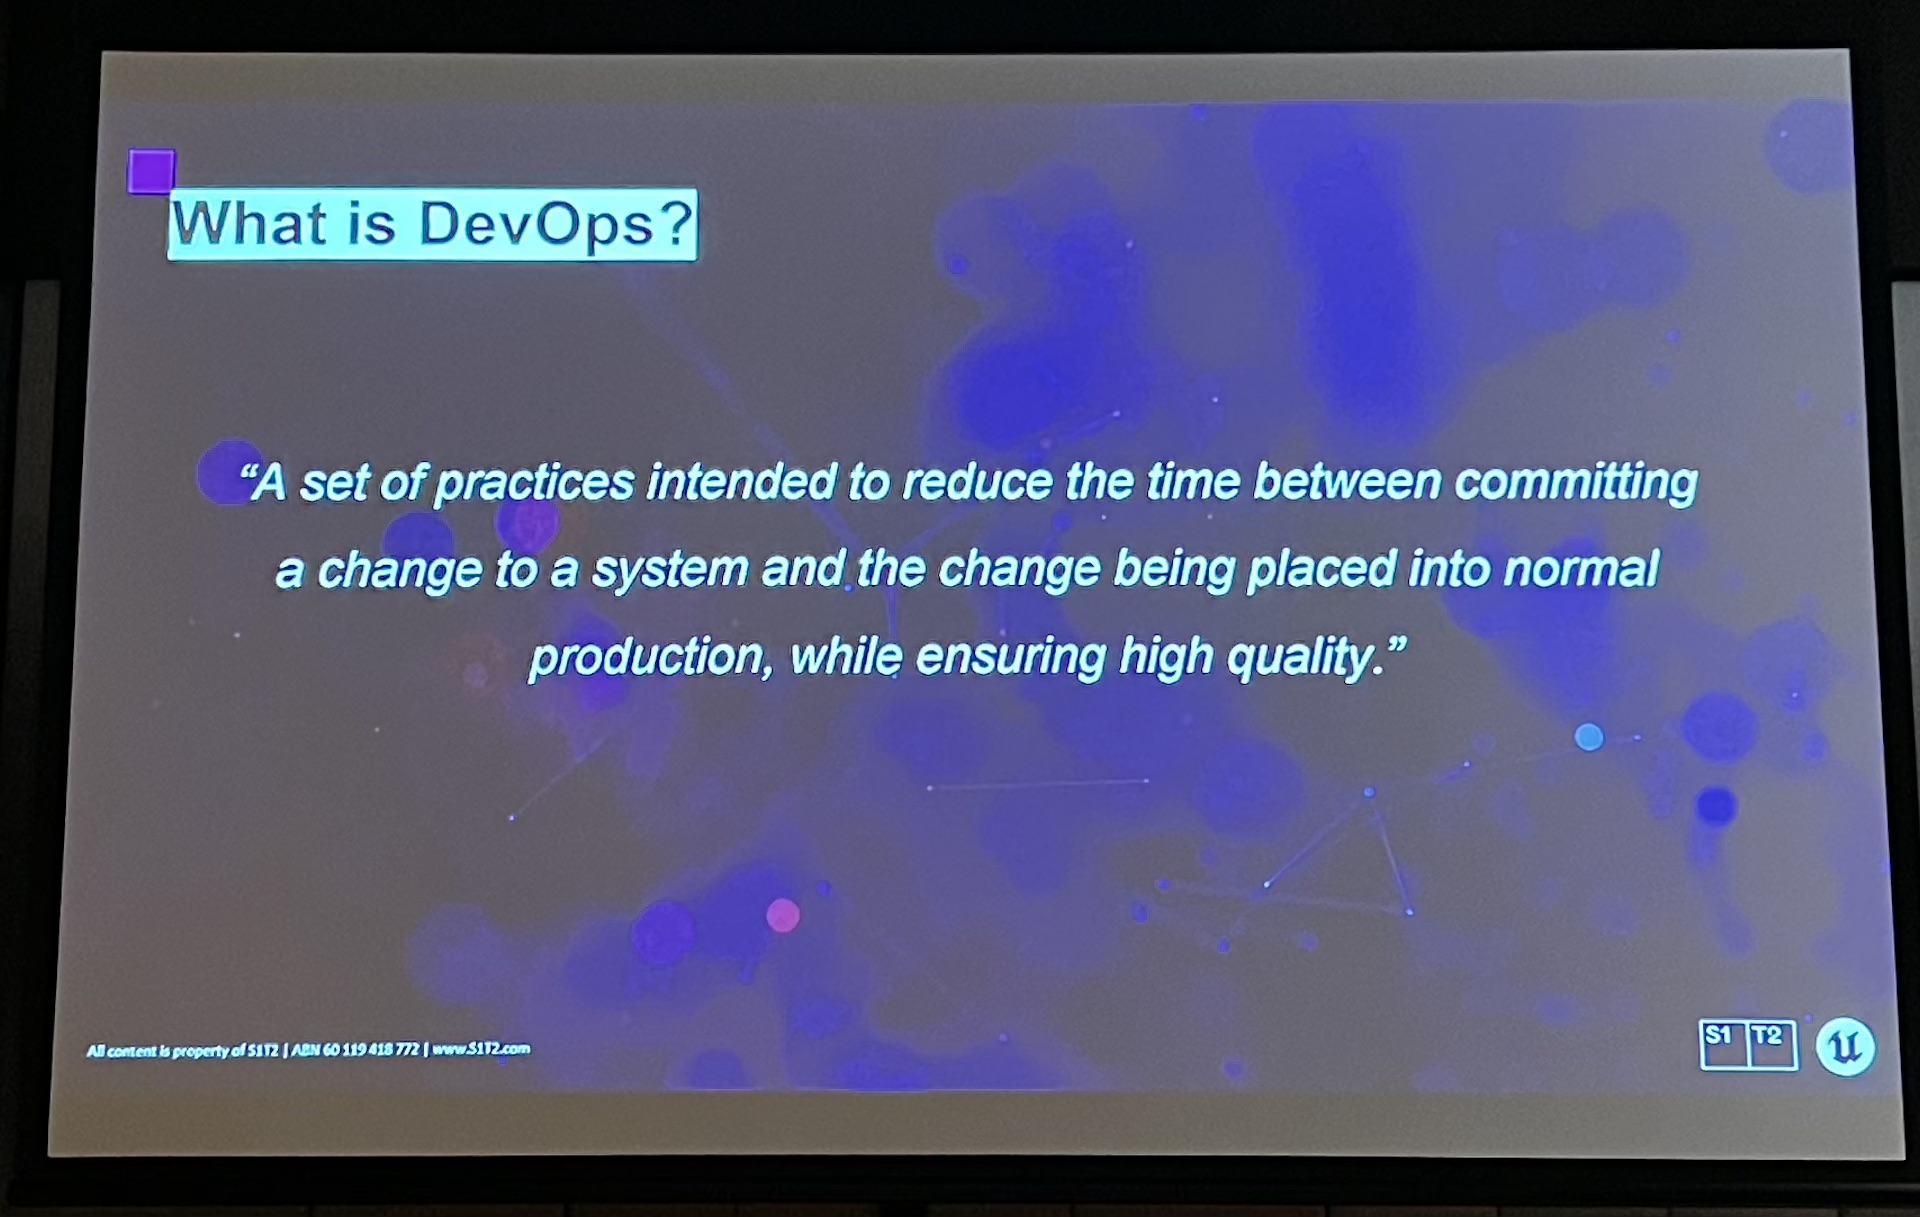 What is DevOps?
“A set of practices intended to reduce the time between committing
a change to a system and the change being placed into normal
production, while ensuring high quality.”
All content is property of S1T2 | ABN 60 119 418 772 | www.S1T2.com
S1 T2